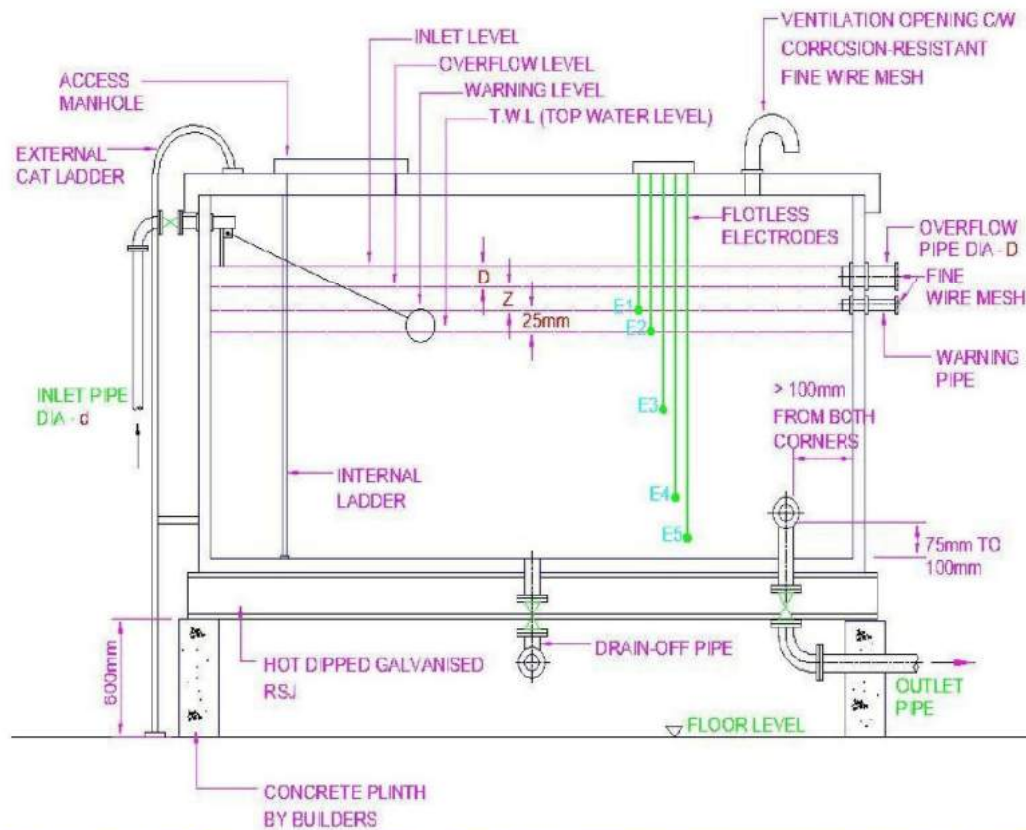 VENTILATION OPENING C/W
CORROSION-RESISTANT
FINE WIRE MESH
INLET LEVEL
OVERFLOW LEVEL
WARNING LEVEL
T.W.L (TOP WATER LEVEL)
ACCESS
MANHOLE
EXTERNAL
CAT LADDER
FLOTLESS
ELECTRODES
OVERFLOW
PIPE DIA - D
FINE
WIRE MESH
D
Z
25mm
E1
E2
WARNING
PIPE
INLET PIPE
DIA - d
> 100mm
FROM BOTH
CORNERS
E3
INTERNAL
LADDER
E4
E5
75mm TO
100mm
600mm
HOT DIPPED GALVANISED
RSJ
DRAIN-OFF PIPE
OUTLET
PIPE
FLOOR LEVEL
CONCRETE PLINTH
BY BUILDERS